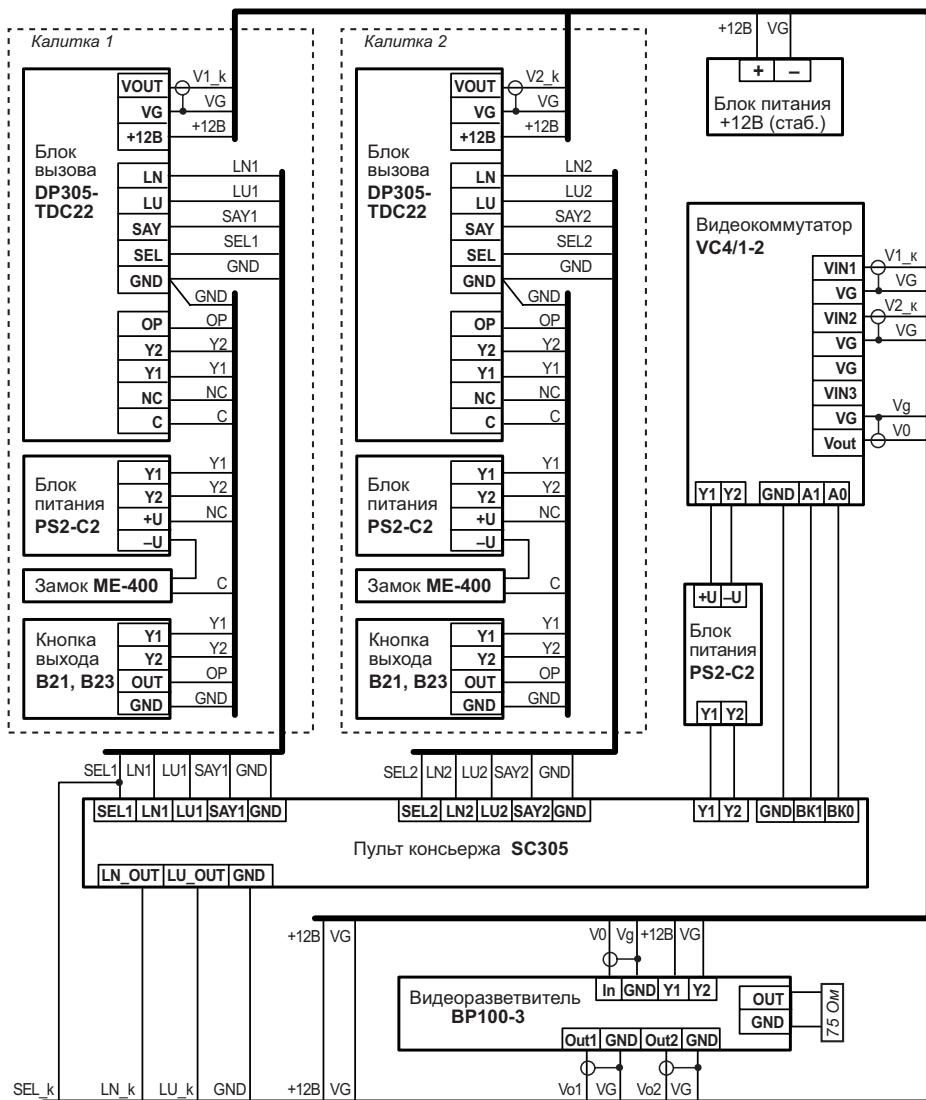 +12В VG
+ –
Блок питания
+12В (стаб.)
Калитка 1
VOUT V1_k
VG VG
+12В +12В
Блок
вызова
DP305-
TDC22
LN LN1
LU LU1
SAY SAY1
SEL SEL1
GND GND
GND
OP OP
Y2 Y2
Y1 Y1
NC NC
C C
Блок
питания
PS2-C2
Y1 Y1
Y2 Y2
+U NC
–U
Замок ME-400 C
Кнопка
выхода
B21, B23
Y1 Y1
Y2 Y2
OUT OP
GND GND
Калитка 2
VOUT V2_k
VG VG
+12В +12В
Блок
вызова
DP305-
TDC22
LN LN2
LU LU2
SAY SAY2
SEL SEL2
GND GND
GND
OP OP
Y2 Y2
Y1 Y1
NC NC
C C
Блок
питания
PS2-C2
Y1 Y1
Y2 Y2
+U NC
–U
Замок ME-400 C
Кнопка
выхода
B21, B23
Y1 Y1
Y2 Y2
OUT OP
GND GND
Видеокоммутатор
VC4/1-2
VIN1 V1_к
VG VG
VIN2 V2_к
VG VG
VG
VIN3
VG Vg
Vout V0
Y1 Y2 GND A1 A0
+U –U
Блок
питания
PS2-C2
Y1 Y2
SEL1 LN1 LU1 SAY1 GND
SEL2 LN2 LU2 SAY2 GND
SEL1 LN1 LU1 SAY1 GND
SEL2 LN2 LU2 SAY2 GND
Y1 Y2 GND ВК1 ВК0
Пульт консьержа SC305
LN_OUT LU_OUT GND
+12В VG
V0 Vg +12В VG
In GND Y1 Y2
Видеоразветвитель
ВР100-3
OUT
GND
75 Ом
Out1 GND Out2 GND
SEL_k LN_k LU_k GND +12В VG Vo1 VG Vo2 VG